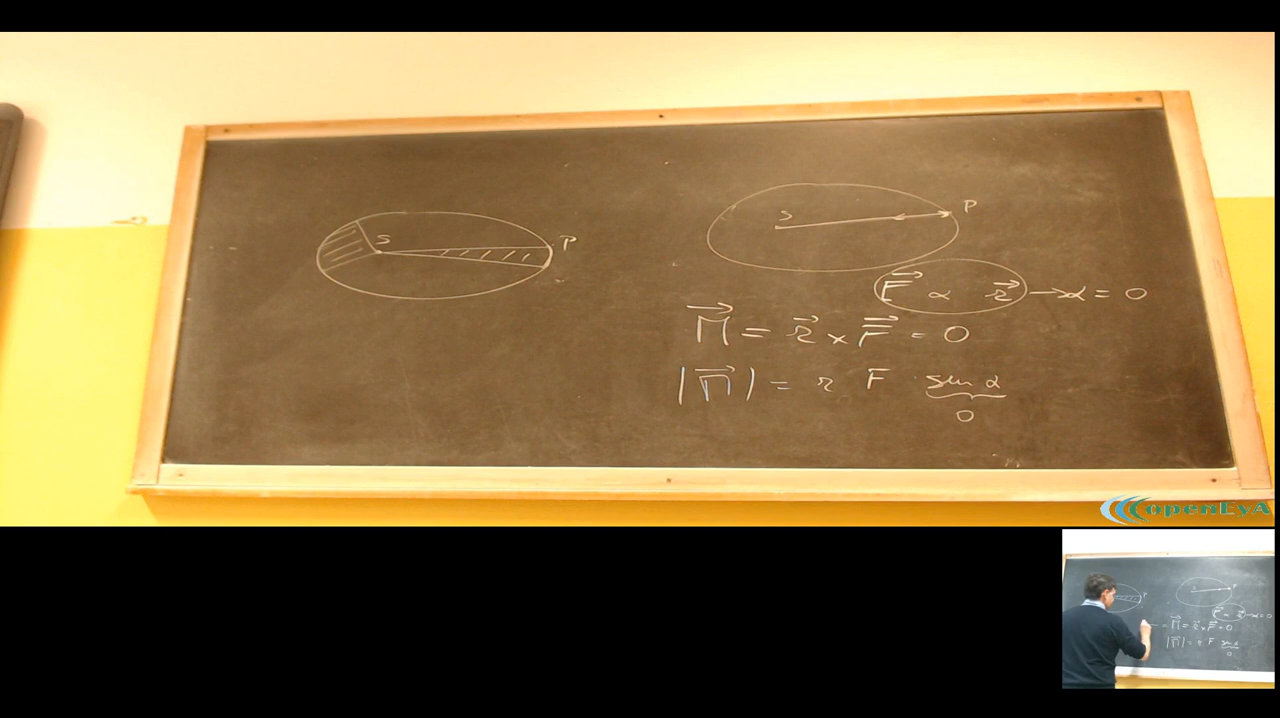 S P
S P
F⃗ α r⃗ → α = 0
M⃗ = r⃗ × F⃗ = 0
|M⃗| = r F sin α
0
openEyA